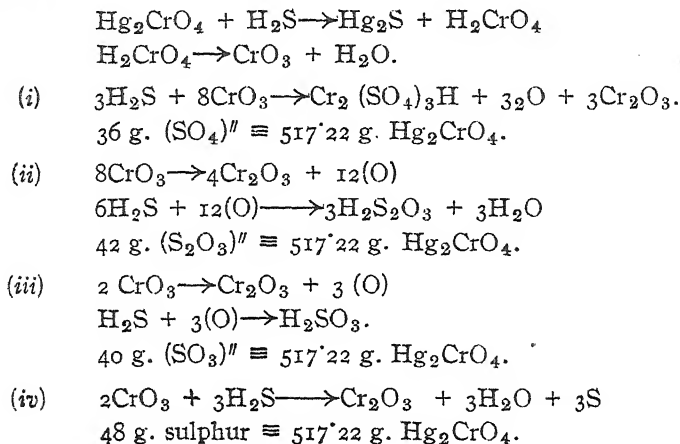 Hg₂CrO₄ + H₂S⟶Hg₂S + H₂CrO₄
H₂CrO₄⟶CrO₃ + H₂O.
(i) 3H₂S + 8CrO₃⟶Cr₂ (SO₄)₃H + 32O + 3Cr₂O₃.
36 g. (SO₄)″ ≡ 517·22 g. Hg₂CrO₄.
(ii) 8CrO₃⟶4Cr₂O₃ + 12(O)
6H₂S + 12(O)⟶3H₂S₂O₃ + 3H₂O
42 g. (S₂O₃)″ ≡ 517·22 g. Hg₂CrO₄.
(iii) 2 CrO₃⟶Cr₂O₃ + 3 (O)
H₂S + 3(O)⟶H₂SO₃.
40 g. (SO₃)″ ≡ 517·22 g. Hg₂CrO₄.
(iv) 2CrO₃ + 3H₂S⟶Cr₂O₃ + 3H₂O + 3S
48 g. sulphur ≡ 517·22 g. Hg₂CrO₄.